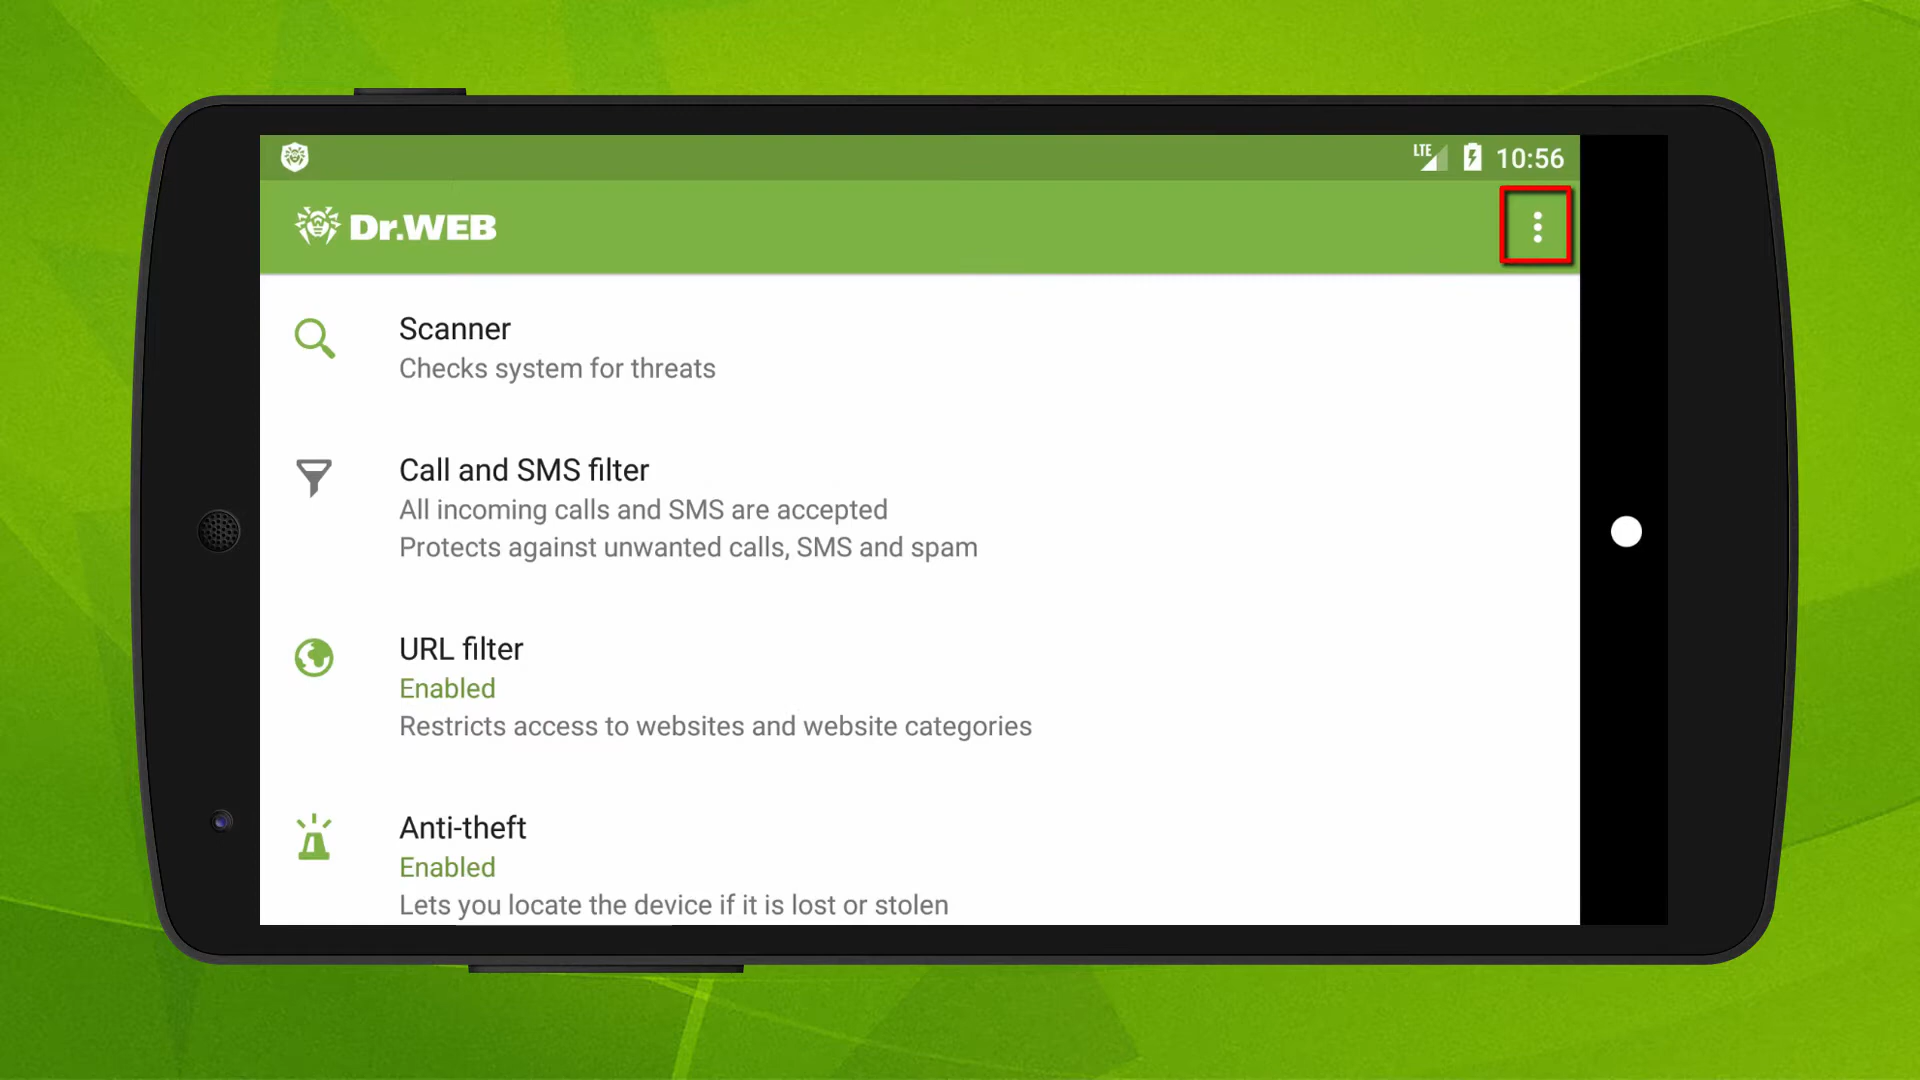 LTE 10:56
Dr.WEB
Scanner
Checks system for threats
Call and SMS filter
All incoming calls and SMS are accepted
Protects against unwanted calls, SMS and spam
URL filter
Enabled
Restricts access to websites and website categories
Anti-theft
Enabled
Lets you locate the device if it is lost or stolen